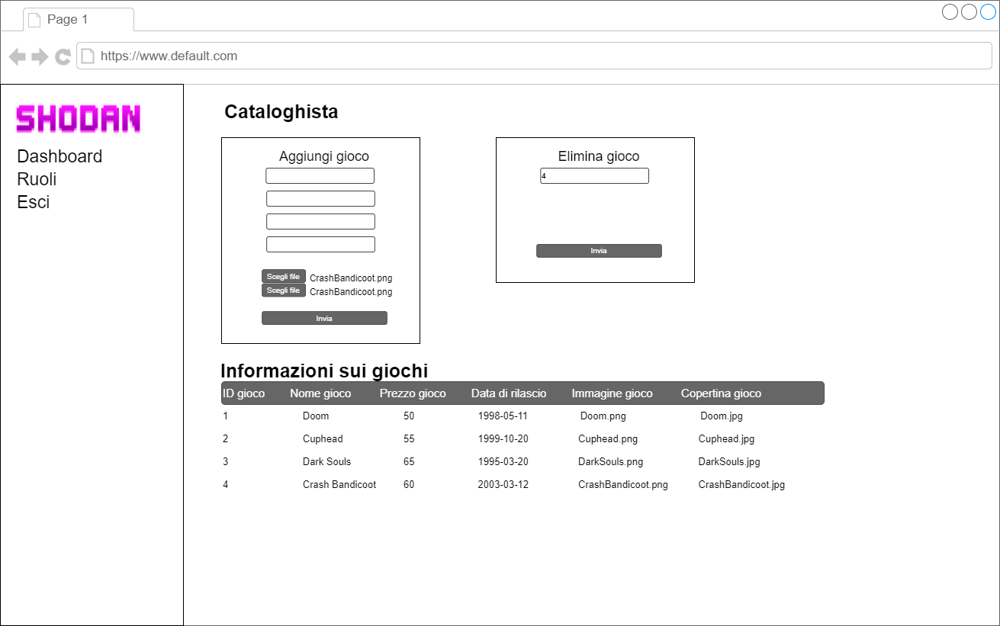 Page 1
https://www.default.com
SHODAN
Dashboard
Ruoli
Esci
Cataloghista
Aggiungi gioco
Scegli file CrashBandicoot.png
Scegli file CrashBandicoot.png
Invia
Elimina gioco
4
Invia
Informazioni sui giochi
ID gioco Nome gioco Prezzo gioco Data di rilascio Immagine gioco Copertina gioco
1 Doom 50 1998-05-11 Doom.png Doom.jpg
2 Cuphead 55 1999-10-20 Cuphead.png Cuphead.jpg
3 Dark Souls 65 1995-03-20 DarkSouls.png DarkSouls.jpg
4 Crash Bandicoot 60 2003-03-12 CrashBandicoot.png CrashBandicoot.jpg